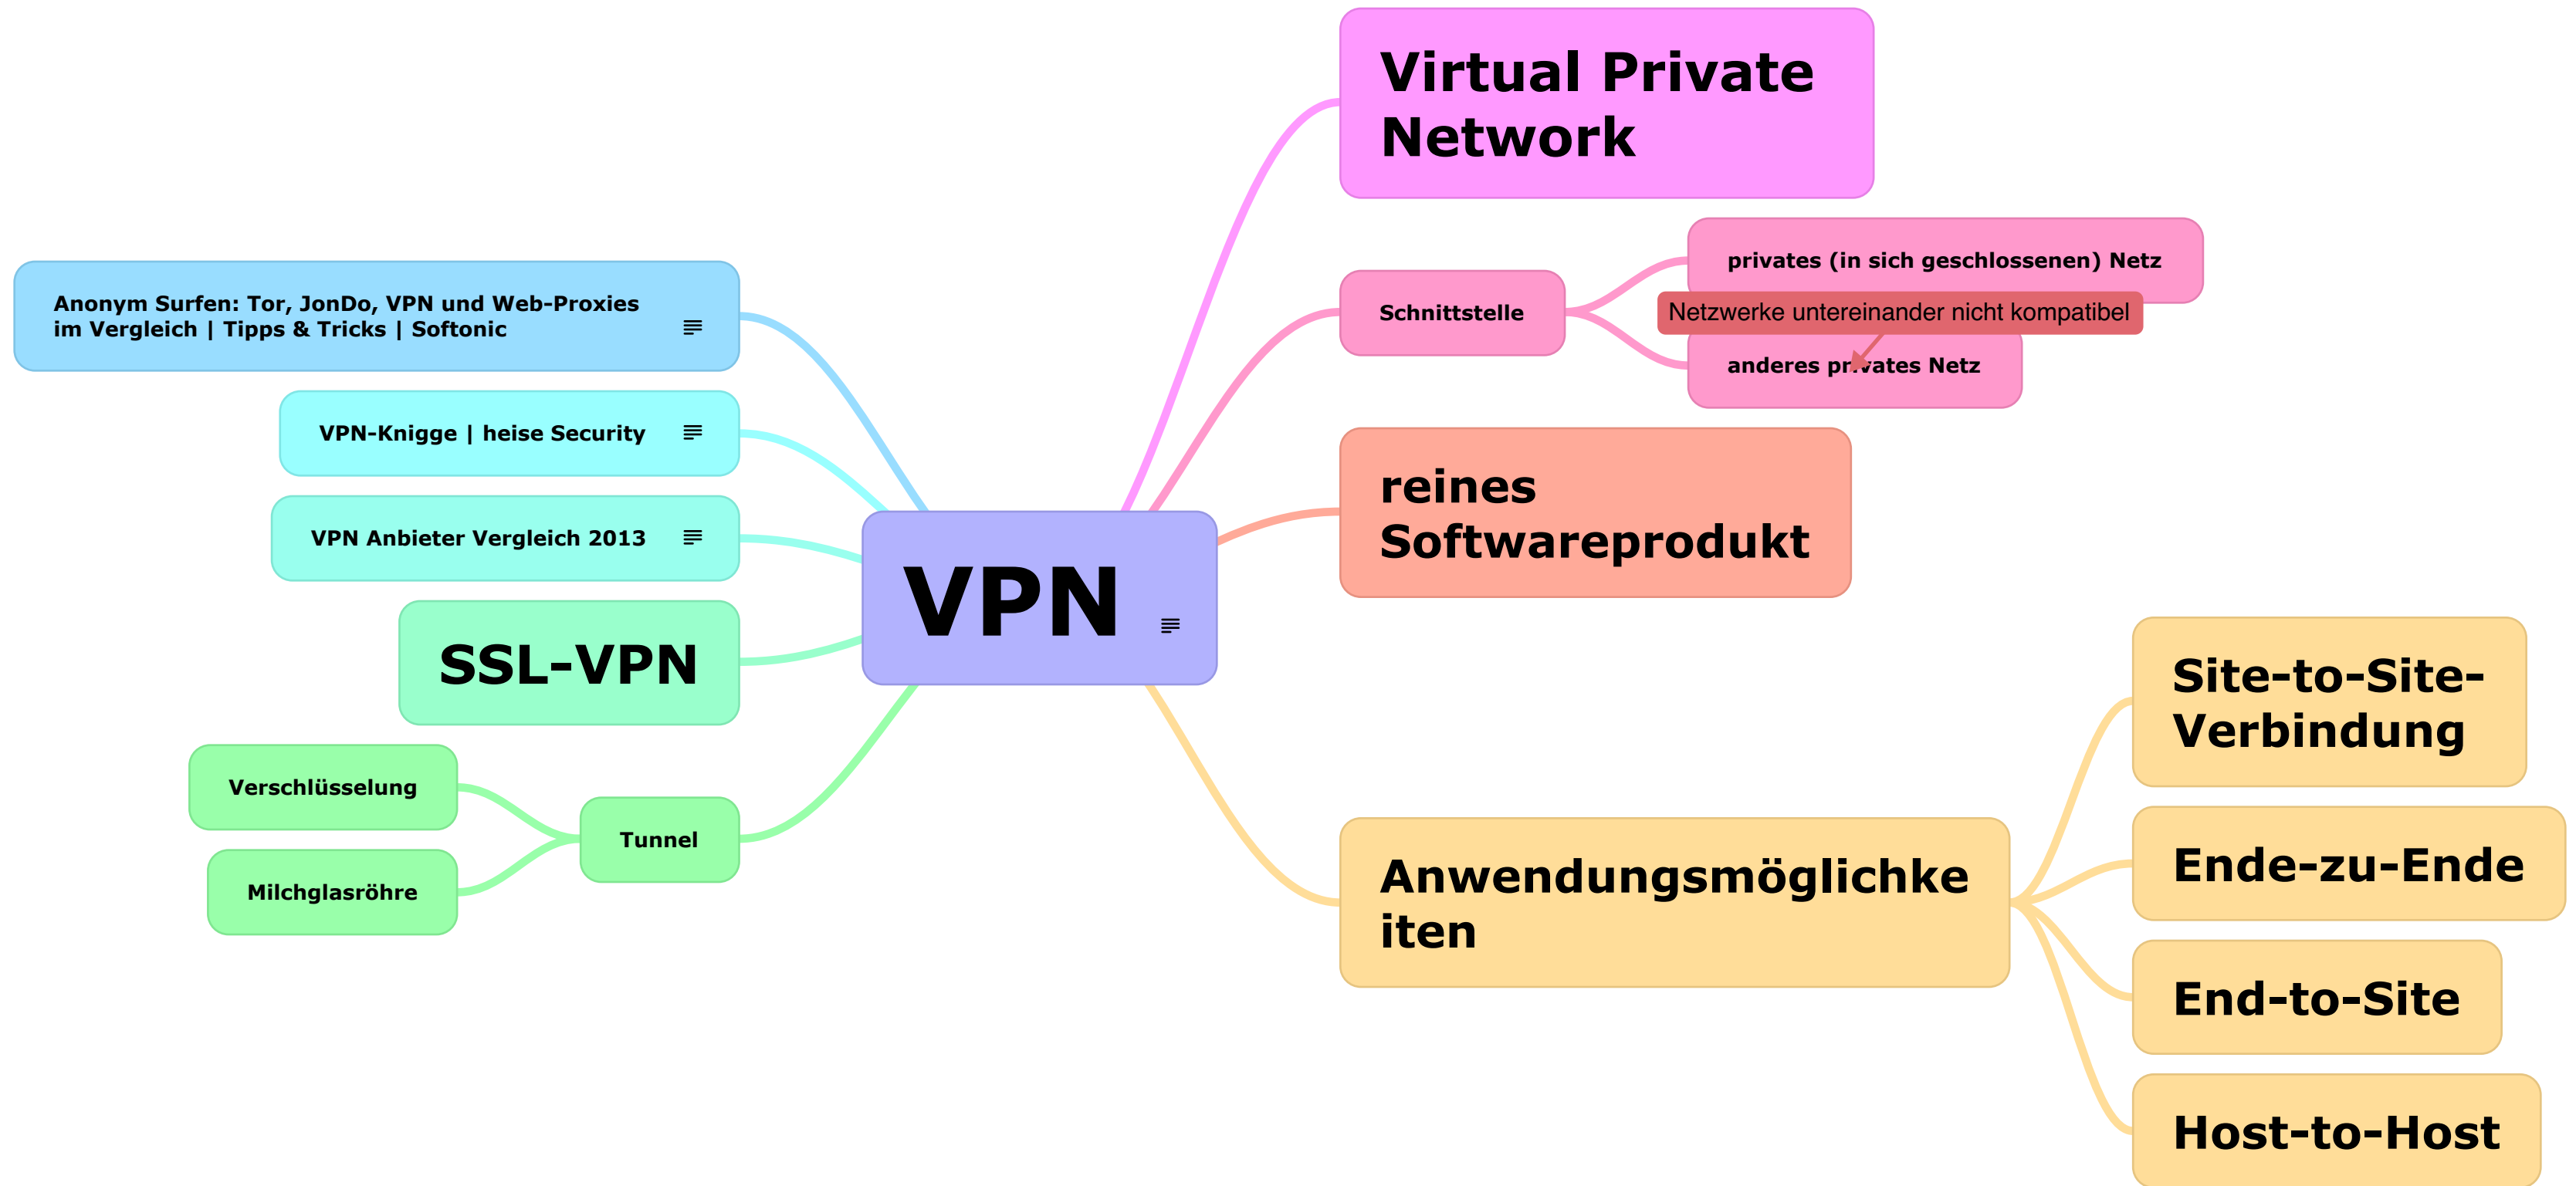 Virtual Private
Network
privates (in sich geschlossenen) Netz
Schnittstelle
Netzwerke untereinander nicht kompatibel
anderes privates Netz
reines
Softwareprodukt
Anonym Surfen: Tor, JonDo, VPN und Web-Proxies
im Vergleich | Tipps & Tricks | Softonic
VPN-Knigge | heise Security
VPN Anbieter Vergleich 2013
SSL-VPN
VPN
Verschlüsselung
Tunnel
Milchglasröhre
Anwendungsmöglichke
iten
Site-to-Site-
Verbindung
Ende-zu-Ende
End-to-Site
Host-to-Host